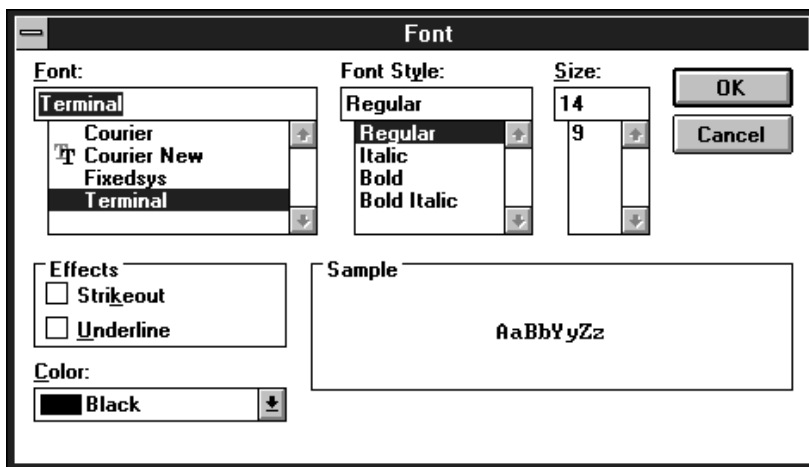 Font
Font:
Terminal
Courier
Courier New
Fixedsys
Terminal
Font Style:
Regular
Regular
Italic
Bold
Bold Italic
Size:
14
9
OK
Cancel
Effects
Strikeout
Underline
Sample
AaBbYyZz
Color:
Black